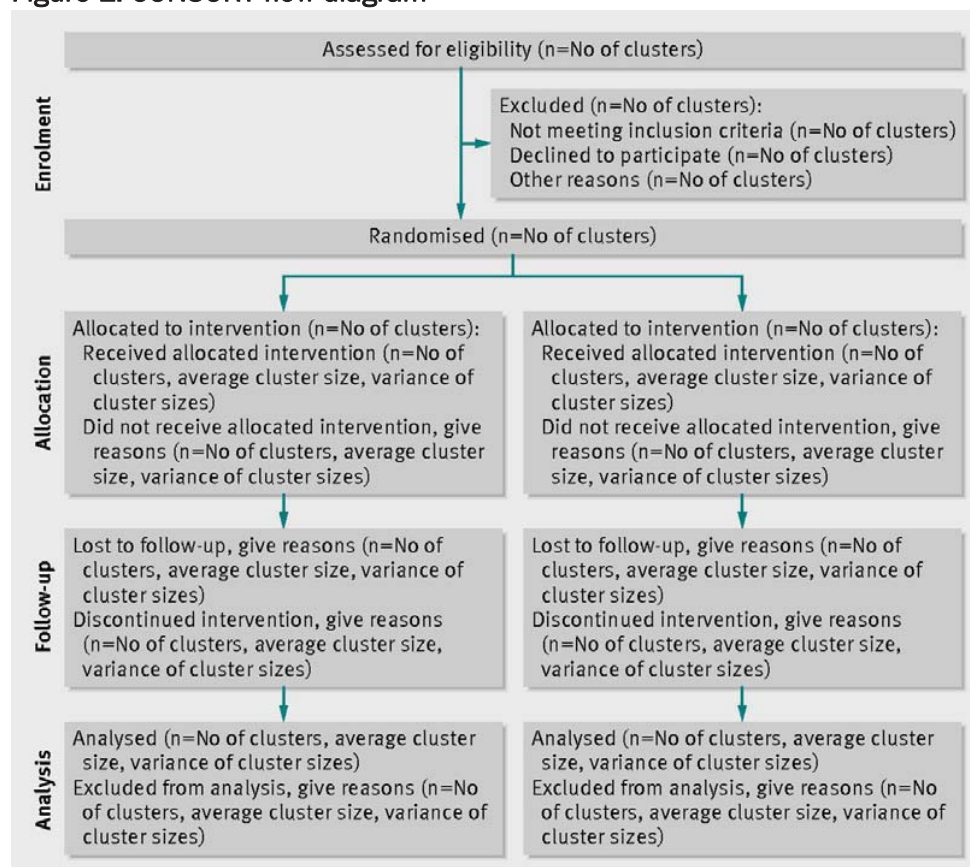 Assessed for eligibility (n=No of clusters)
Enrolment
Excluded (n=No of clusters):
Not meeting inclusion criteria (n=No of clusters)
Declined to participate (n=No of clusters)
Other reasons (n=No of clusters)
Randomised (n=No of clusters)
Allocation
Allocated to intervention (n=No of clusters):
Received allocated intervention (n=No of
clusters, average cluster size, variance of
cluster sizes)
Did not receive allocated intervention, give
reasons (n=No of clusters, average cluster
size, variance of cluster sizes)
Allocated to intervention (n=No of clusters):
Received allocated intervention (n=No of
clusters, average cluster size, variance of
cluster sizes)
Did not receive allocated intervention, give
reasons (n=No of clusters, average cluster
size, variance of cluster sizes)
Follow-up
Lost to follow-up, give reasons (n=No of
clusters, average cluster size, variance of
cluster sizes)
Discontinued intervention, give reasons
(n=No of clusters, average cluster size,
variance of cluster sizes)
Lost to follow-up, give reasons (n=No of
clusters, average cluster size, variance of
cluster sizes)
Discontinued intervention, give reasons
(n=No of clusters, average cluster size,
variance of cluster sizes)
Analysis
Analysed (n=No of clusters, average cluster
size, variance of cluster sizes)
Excluded from analysis, give reasons (n=No
of clusters, average cluster size, variance of
cluster sizes)
Analysed (n=No of clusters, average cluster
size, variance of cluster sizes)
Excluded from analysis, give reasons (n=No
of clusters, average cluster size, variance of
cluster sizes)